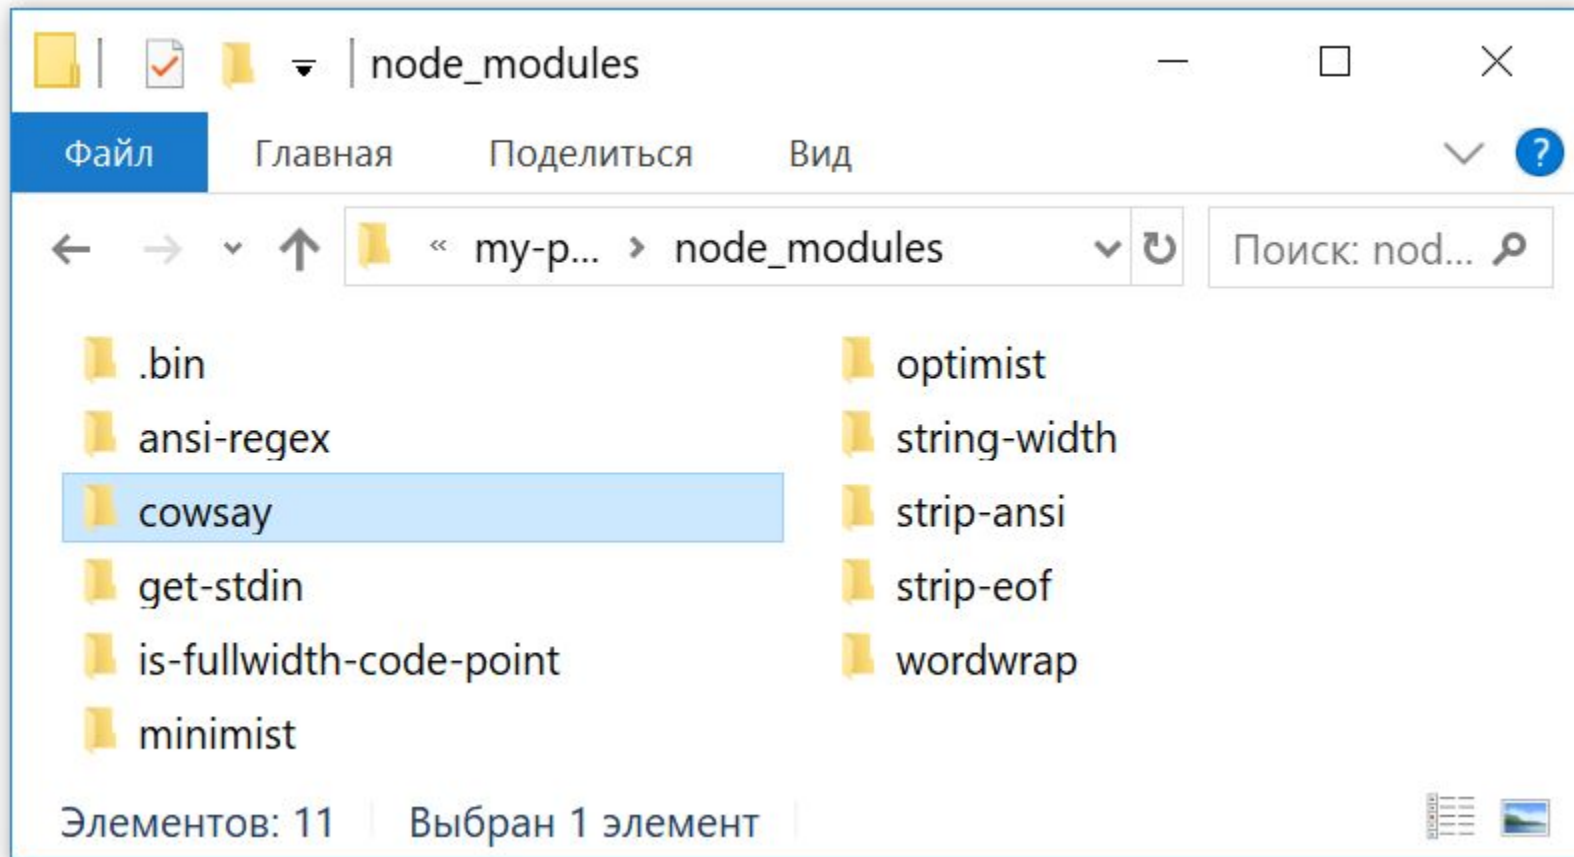 node_modules
Файл Главная Поделиться Вид ?
« my-p... › node_modules Поиск: nod...
.bin
ansi-regex
cowsay
get-stdin
is-fullwidth-code-point
minimist
optimist
string-width
strip-ansi
strip-eof
wordwrap
Элементов: 11 Выбран 1 элемент